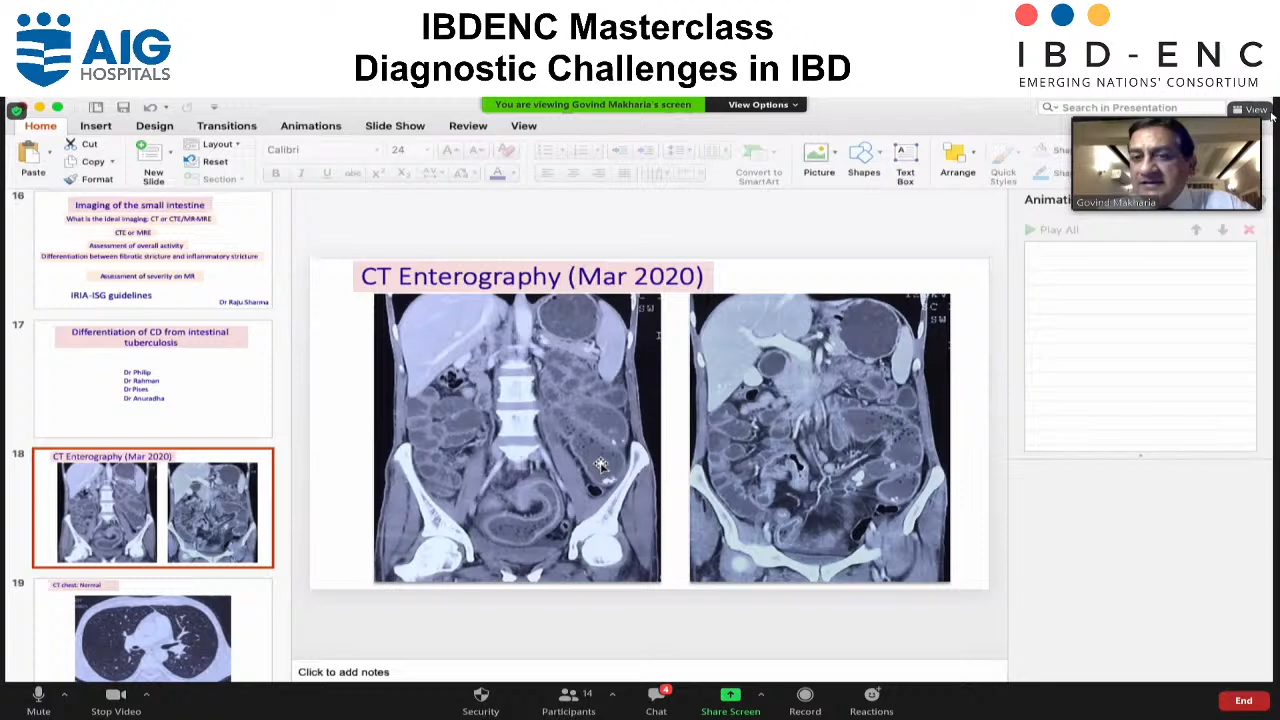 AIG
HOSPITALS
IBDENC Masterclass
Diagnostic Challenges in IBD
IBD-ENC
EMERGING NATIONS' CONSORTIUM
You are viewing Govind Makharia's screen
View Options
Search in Presentation
View
Home
Insert
Design
Transitions
Animations
Slide Show
Review
View
Paste
Cut
Copy
Format
New
Slide
Layout
Reset
Section
Calibri
24
Convert to
SmartArt
Picture
Shapes
Text
Box
Arrange
Quick
Styles
Govind Makharia
16
Imaging of the small intestine
What is the ideal imaging: CT or CTE/MR-MRE
CTE or MRE
Assessment of overall activity
Differentiation between fibrotic stricture and inflammatory stricture
Assessment of severity on MR
IRIA-ISG guidelines
Dr Raju Sharma
17
Differentiation of CD from intestinal
tuberculosis
Dr Philip
Dr Rahman
Dr Pises
Dr Anuradha
18
CT Enterography (Mar 2020)
19
CT chest: Normal
CT Enterography (Mar 2020)
SW
SW
Play All
Click to add notes
Mute
Stop Video
Security
14
Participants
4
Chat
Share Screen
Record
Reactions
End